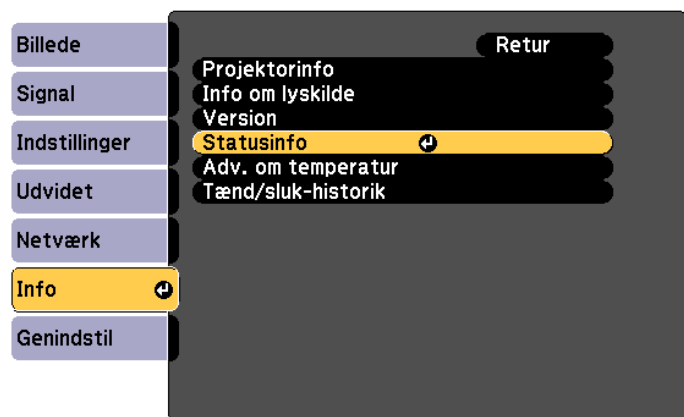 Billede
Signal
Indstillinger
Udvidet
Netværk
Info
Genindstil
Retur
Projektorinfo
Info om lyskilde
Version
Statusinfo
Adv. om temperatur
Tænd/sluk-historik